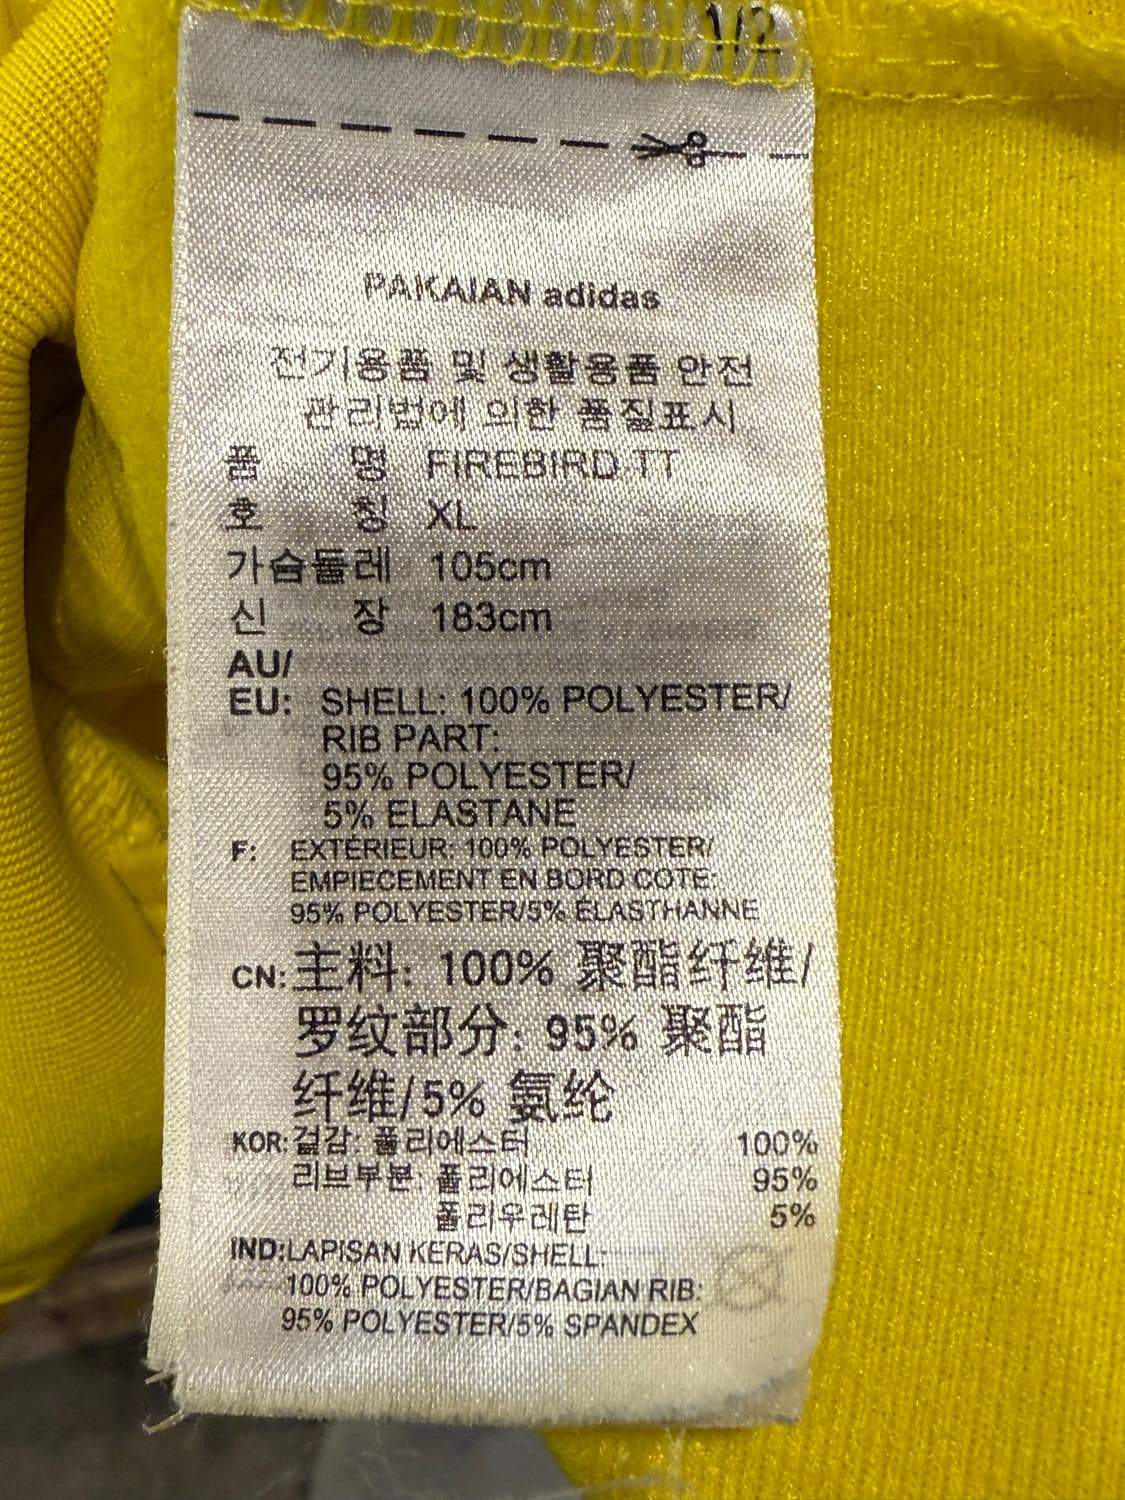 1/2
PAKAIAN adidas
전기용품 및 생활용품 안전
관리법에 의한 품질표시
품 명 FIREBIRD TT
호 칭 XL
가슴둘레 105cm
신 장 183cm
AU/
EU: SHELL: 100% POLYESTER/
RIB PART:
95% POLYESTER/
5% ELASTANE
F: EXTÉRIEUR: 100% POLYESTER/
EMPIECEMENT EN BORD COTE:
95% POLYESTER/5% ÉLASTHANNE
CN: 主料: 100% 聚酯纤维/
罗纹部分: 95% 聚酯
纤维/5% 氨纶
KOR: 겉감: 폴리에스터 100%
리브부분: 폴리에스터 95%
폴리우레탄 5%
IND: LAPISAN KERAS/SHELL:
100% POLYESTER/BAGIAN RIB:
95% POLYESTER/5% SPANDEX